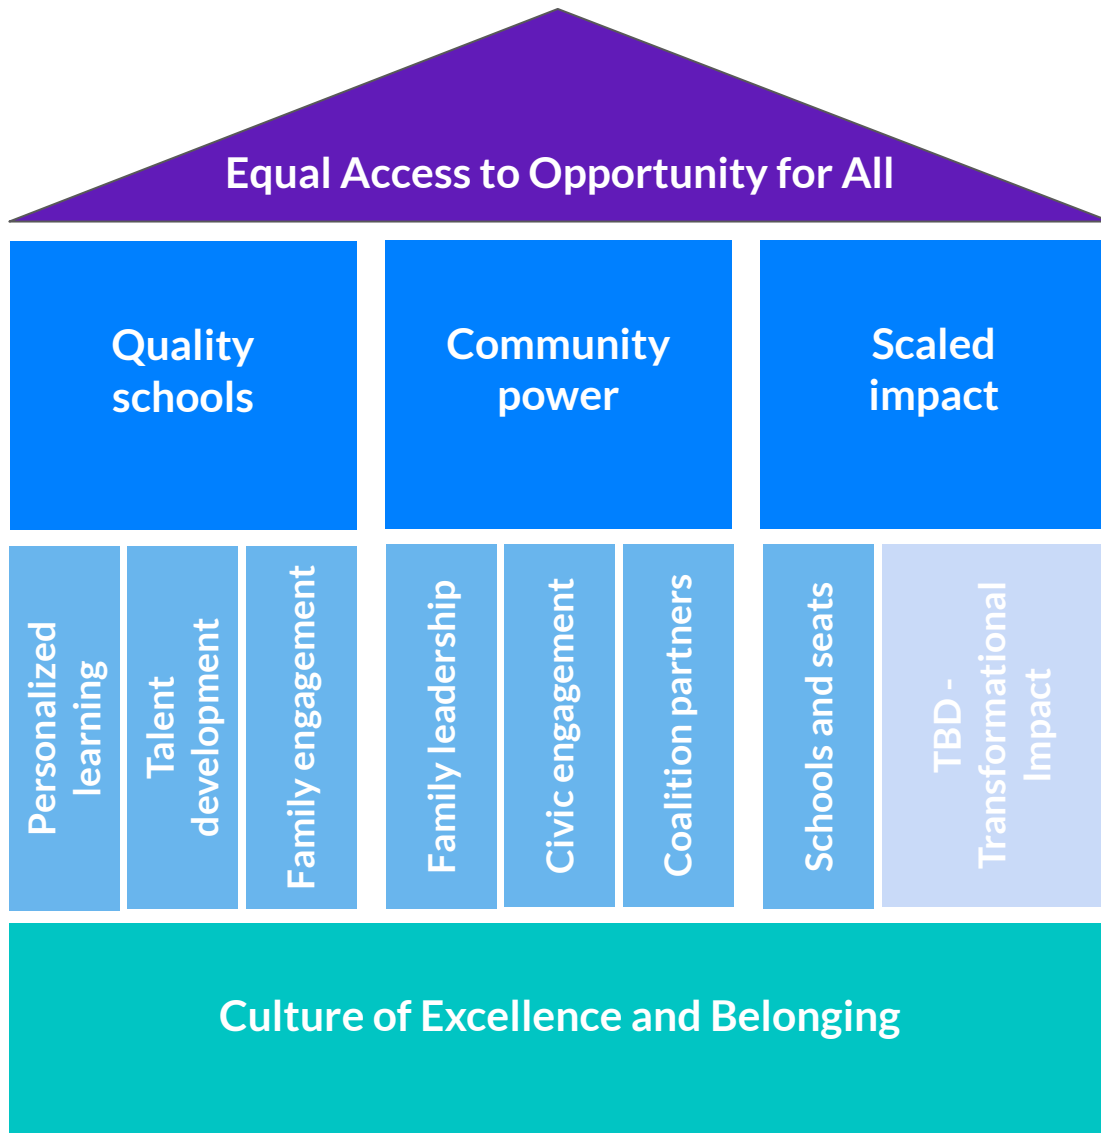 Equal Access to Opportunity for All
Quality
schools
Community
power
Scaled
impact
Personalized
learning
Talent
development
Family engagement
Family leadership
Civic engagement
Coalition partners
Schools and seats
TBD -
Transformational
Impact
Culture of Excellence and Belonging